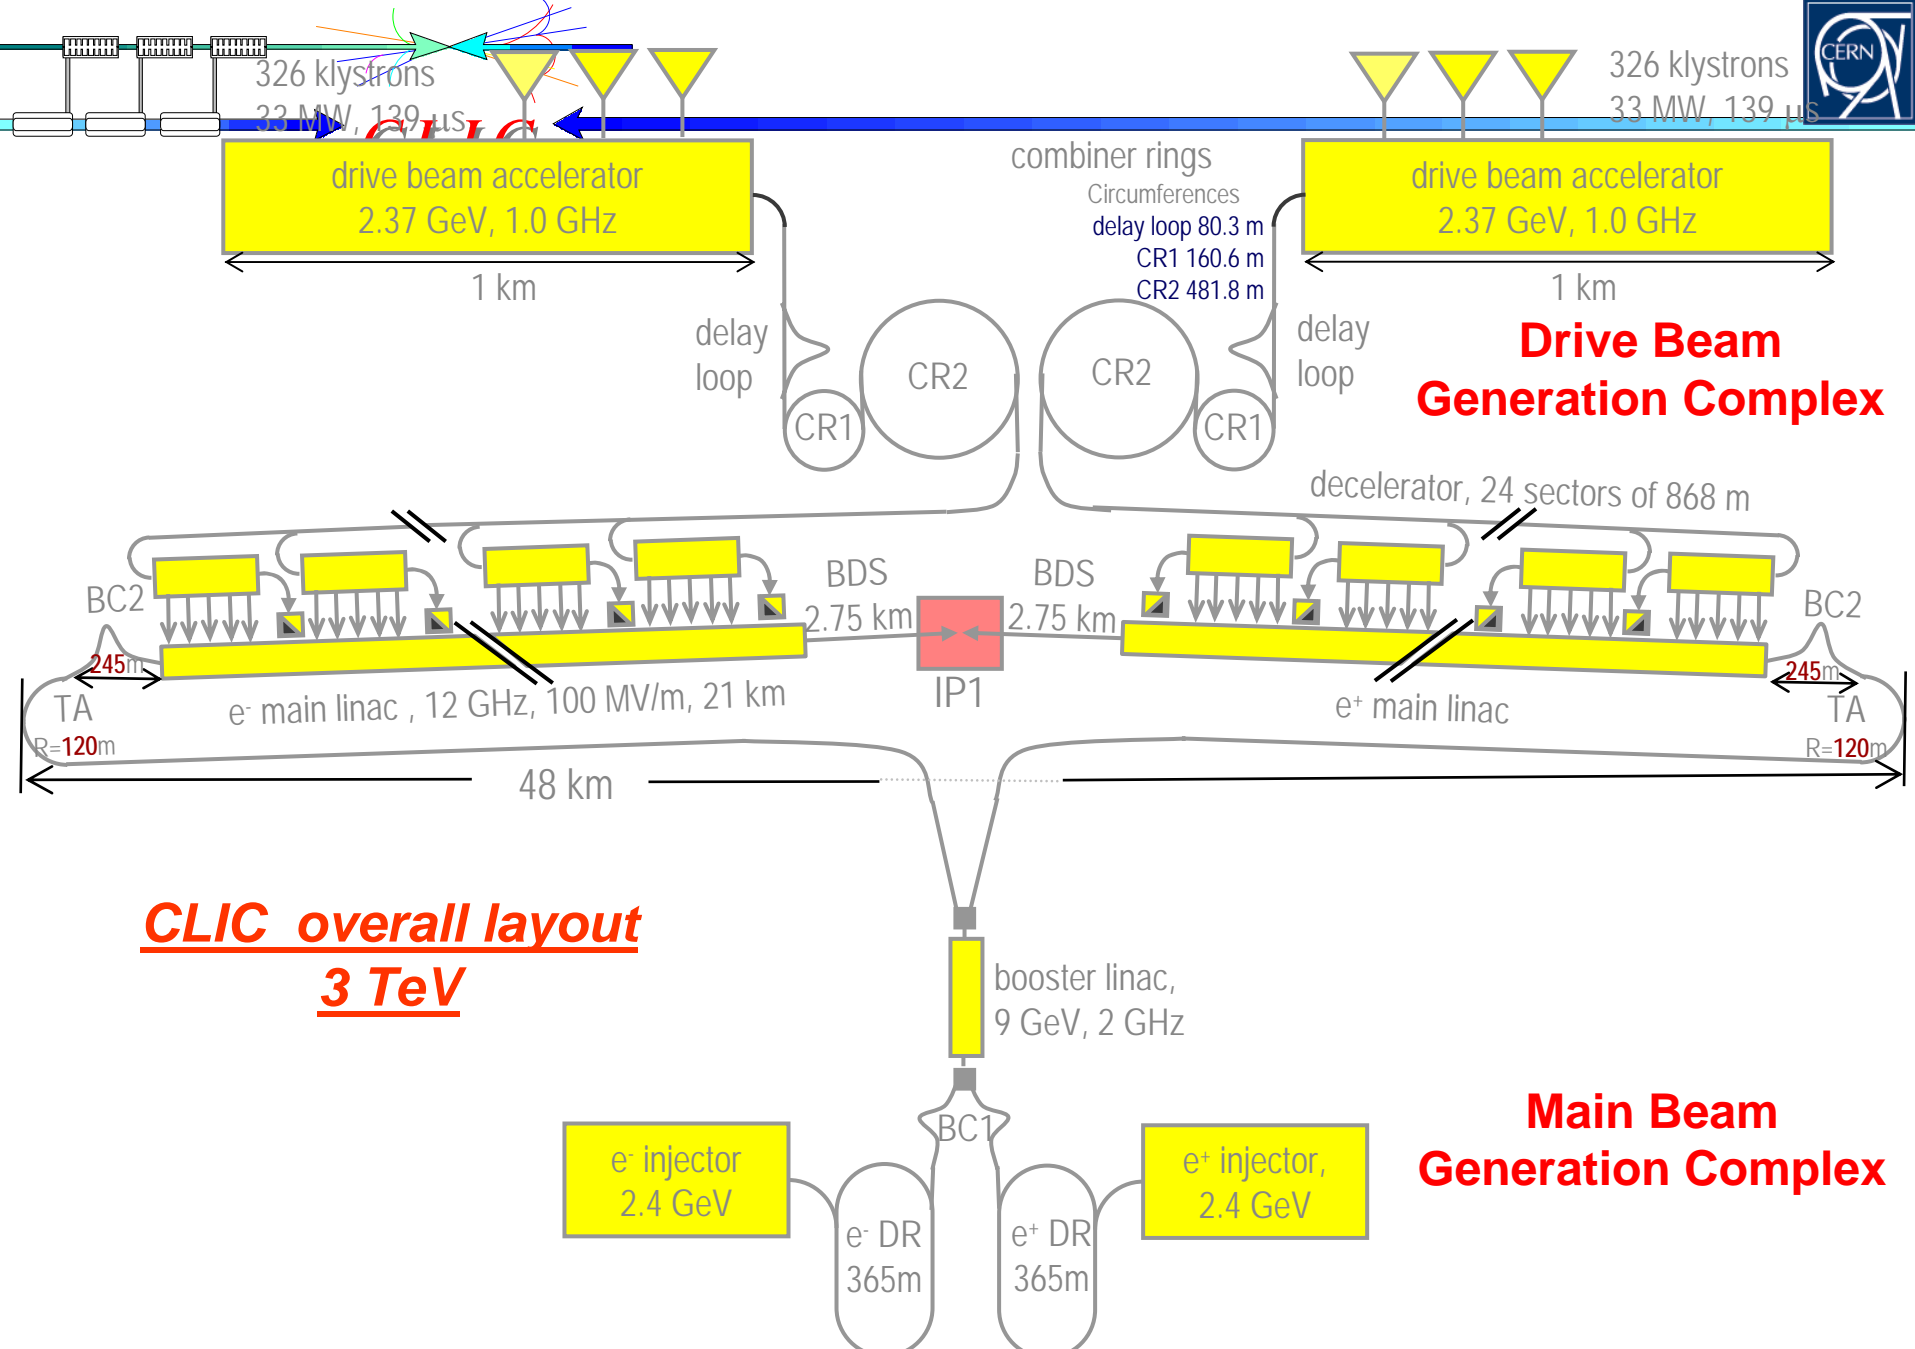 326 klystrons
33 MW, 139 µs
CLIC
326 klystrons
33 MW, 139 µs
CERN
drive beam accelerator
2.37 GeV, 1.0 GHz
combiner rings
Circumferences
delay loop 80.3 m
CR1 160.6 m
CR2 481.8 m
drive beam accelerator
2.37 GeV, 1.0 GHz
1 km
1 km
delay
loop
CR2
CR1
CR2
CR1
delay
loop
Drive Beam
Generation Complex
decelerator, 24 sectors of 868 m
BC2
BDS
2.75 km
BDS
2.75 km
BC2
245m
245m
IP1
TA
R=120m
e- main linac , 12 GHz, 100 MV/m, 21 km
e+ main linac
TA
R=120m
48 km
CLIC overall layout
3 TeV
booster linac,
9 GeV, 2 GHz
BC1
Main Beam
Generation Complex
e- injector
2.4 GeV
e+ injector,
2.4 GeV
e- DR
365m
e+ DR
365m